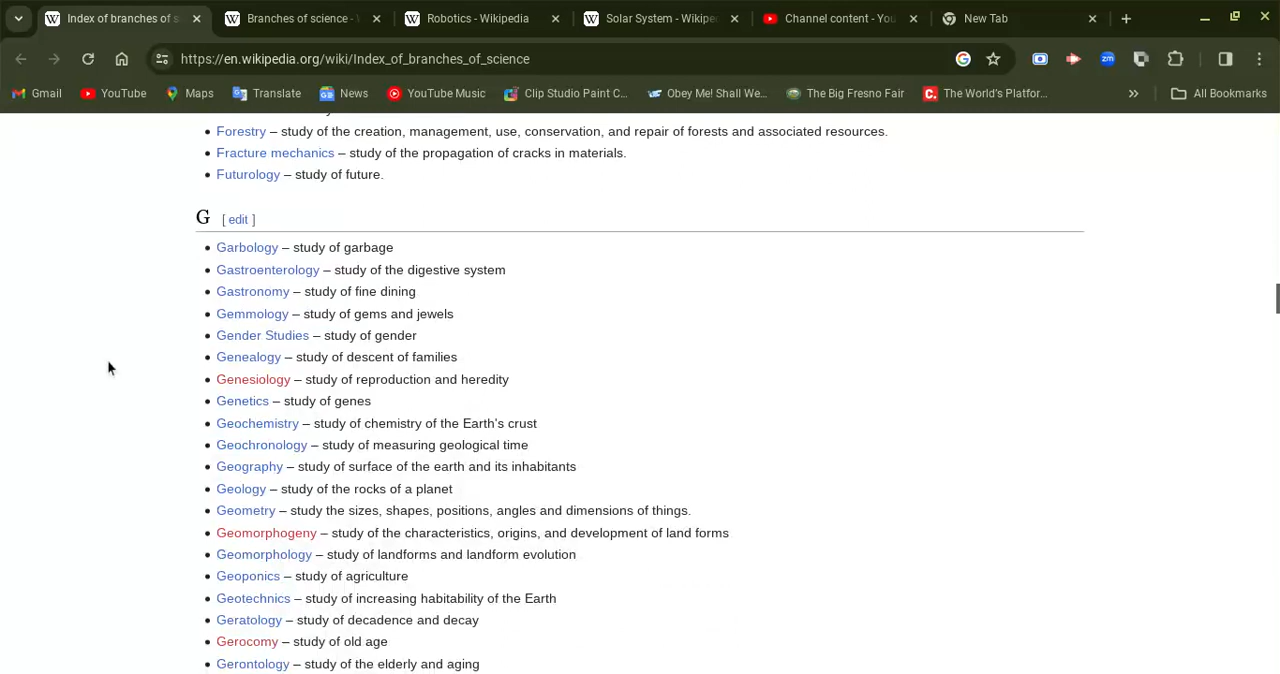 Index of branches of s
Branches of science -
Robotics - Wikipedia
Solar System - Wikipe
Channel content - You
New Tab
https://en.wikipedia.org/wiki/Index_of_branches_of_science
Gmail
YouTube
Maps
Translate
News
YouTube Music
Clip Studio Paint C...
Obey Me! Shall We...
The Big Fresno Fair
The World's Platfor...
All Bookmarks
Forestry – study of the creation, management, use, conservation, and repair of forests and associated resources.
Fracture mechanics – study of the propagation of cracks in materials.
Futurology – study of future.
G [ edit ]
Garbology – study of garbage
Gastroenterology – study of the digestive system
Gastronomy – study of fine dining
Gemmology – study of gems and jewels
Gender Studies – study of gender
Genealogy – study of descent of families
Genesiology – study of reproduction and heredity
Genetics – study of genes
Geochemistry – study of chemistry of the Earth's crust
Geochronology – study of measuring geological time
Geography – study of surface of the earth and its inhabitants
Geology – study of the rocks of a planet
Geometry – study the sizes, shapes, positions, angles and dimensions of things.
Geomorphogeny – study of the characteristics, origins, and development of land forms
Geomorphology – study of landforms and landform evolution
Geoponics – study of agriculture
Geotechnics – study of increasing habitability of the Earth
Geratology – study of decadence and decay
Gerocomy – study of old age
Gerontology – study of the elderly and aging